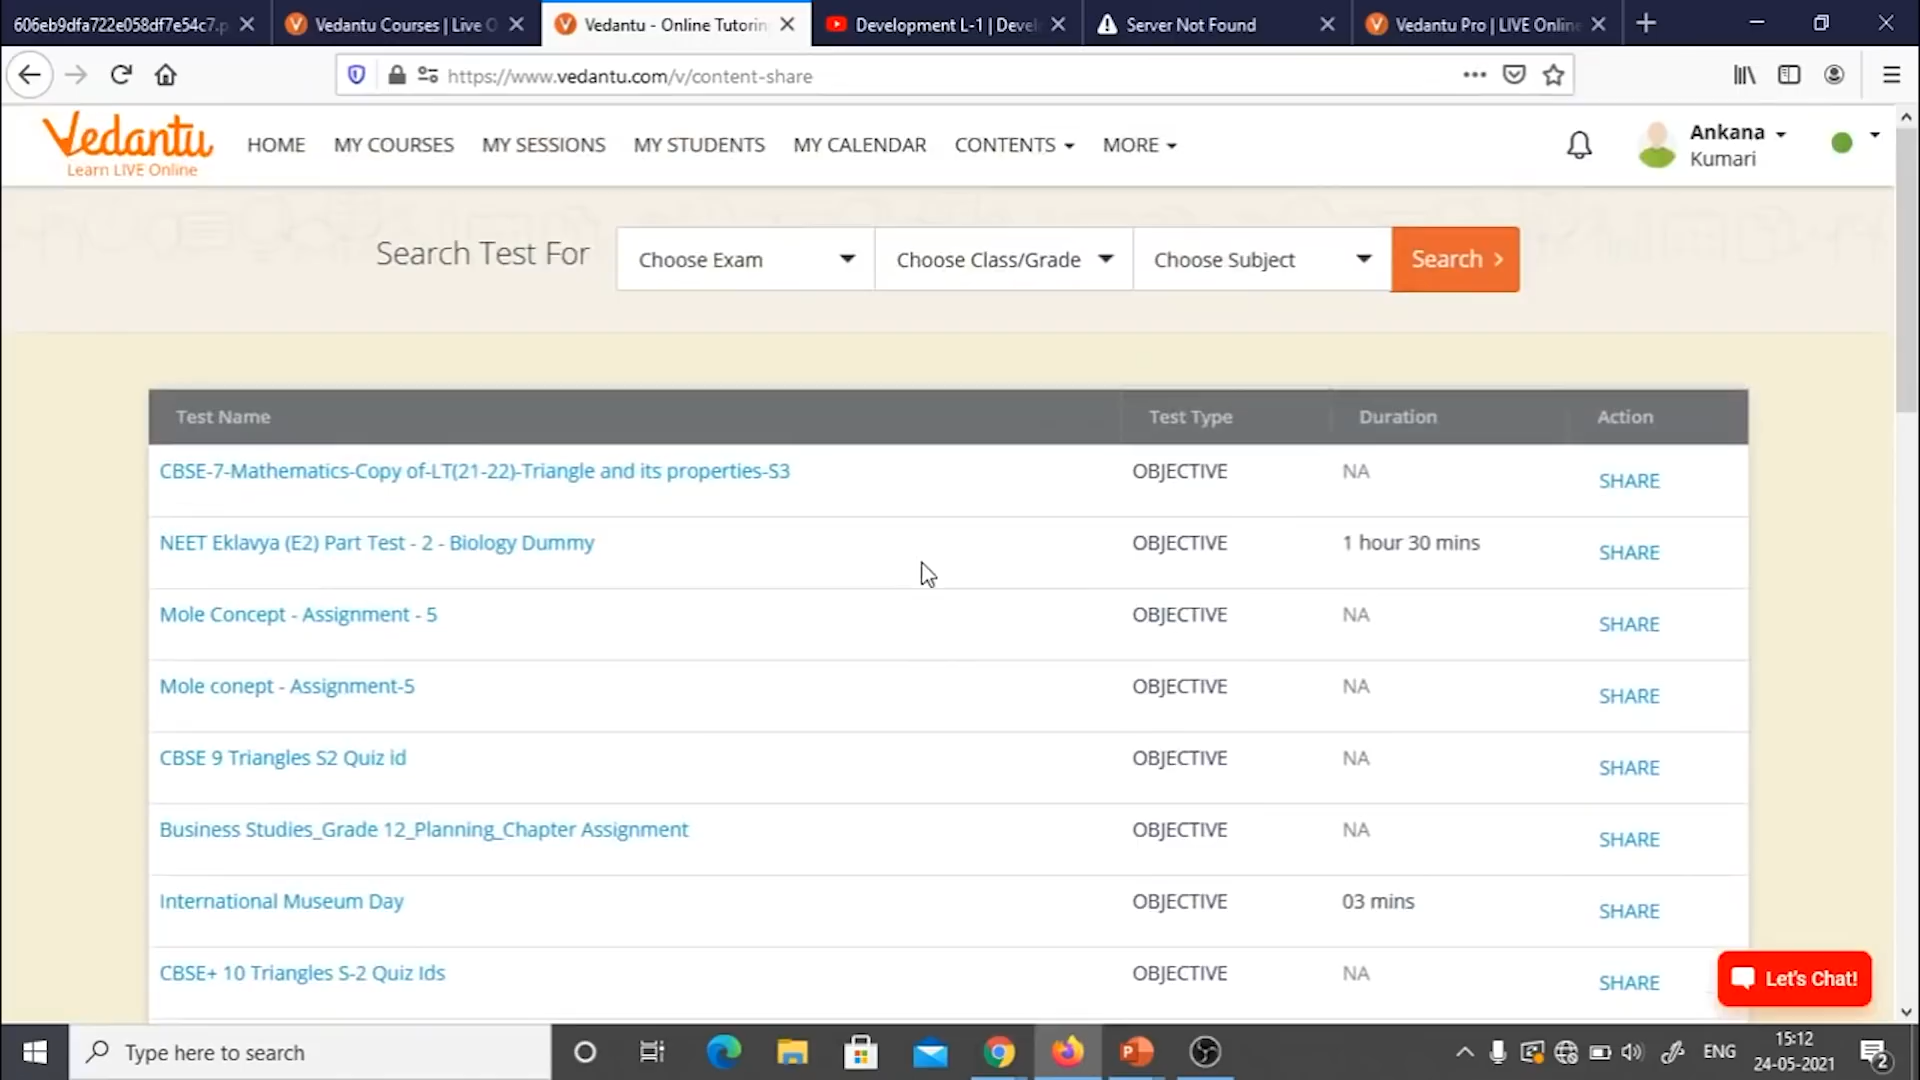 606eb9dfa722e058df7e54c7.p
Vedantu Courses | Live O
Vedantu - Online Tutorin
Development L-1 | Deve
Server Not Found
Vedantu Pro | LIVE Online
https://www.vedantu.com/v/content-share
Vedantu
Learn LIVE Online
HOME
MY COURSES
MY SESSIONS
MY STUDENTS
MY CALENDAR
CONTENTS
MORE
Ankana
Kumari
Search Test For
Choose Exam
Choose Class/Grade
Choose Subject
Search
Test Name Test Type Duration Action
CBSE-7-Mathematics-Copy of-LT(21-22)-Triangle and its properties-S3 OBJECTIVE NA SHARE
NEET Eklavya (E2) Part Test - 2 - Biology Dummy OBJECTIVE 1 hour 30 mins SHARE
Mole Concept - Assignment - 5 OBJECTIVE NA SHARE
Mole conept - Assignment-5 OBJECTIVE NA SHARE
CBSE 9 Triangles S2 Quiz id OBJECTIVE NA SHARE
Business Studies_Grade 12_Planning_Chapter Assignment OBJECTIVE NA SHARE
International Museum Day OBJECTIVE 03 mins SHARE
CBSE+ 10 Triangles S-2 Quiz Ids OBJECTIVE NA SHARE
Let's Chat!
Type here to search
ENG
15:12
24-05-2021
2